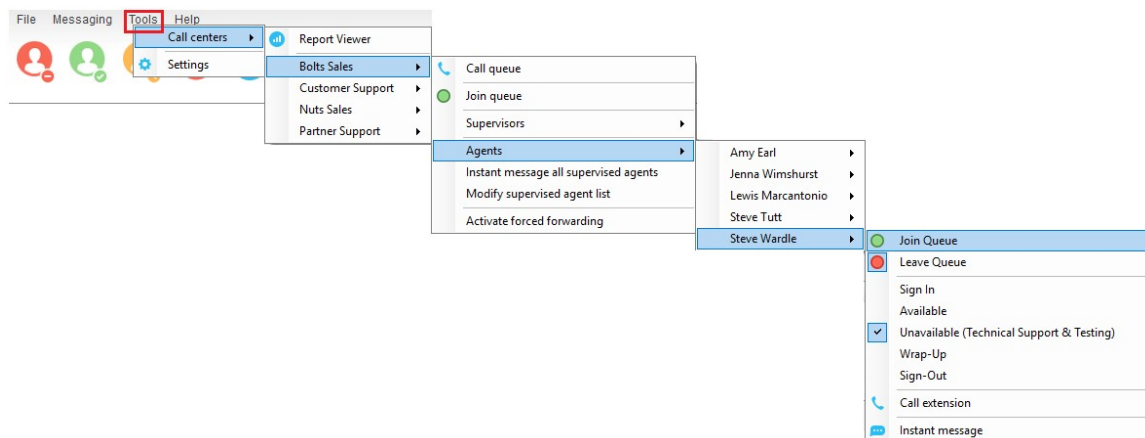 File Messaging Tools Help
Call centers
Settings
Report Viewer
Bolts Sales
Customer Support
Nuts Sales
Partner Support
Call queue
Join queue
Supervisors
Agents
Instant message all supervised agents
Modify supervised agent list
Activate forced forwarding
Amy Earl
Jenna Wimshurst
Lewis Marcantonio
Steve Tutt
Steve Wardle
Join Queue
Leave Queue
Sign In
Available
Unavailable (Technical Support & Testing)
Wrap-Up
Sign-Out
Call extension
Instant message